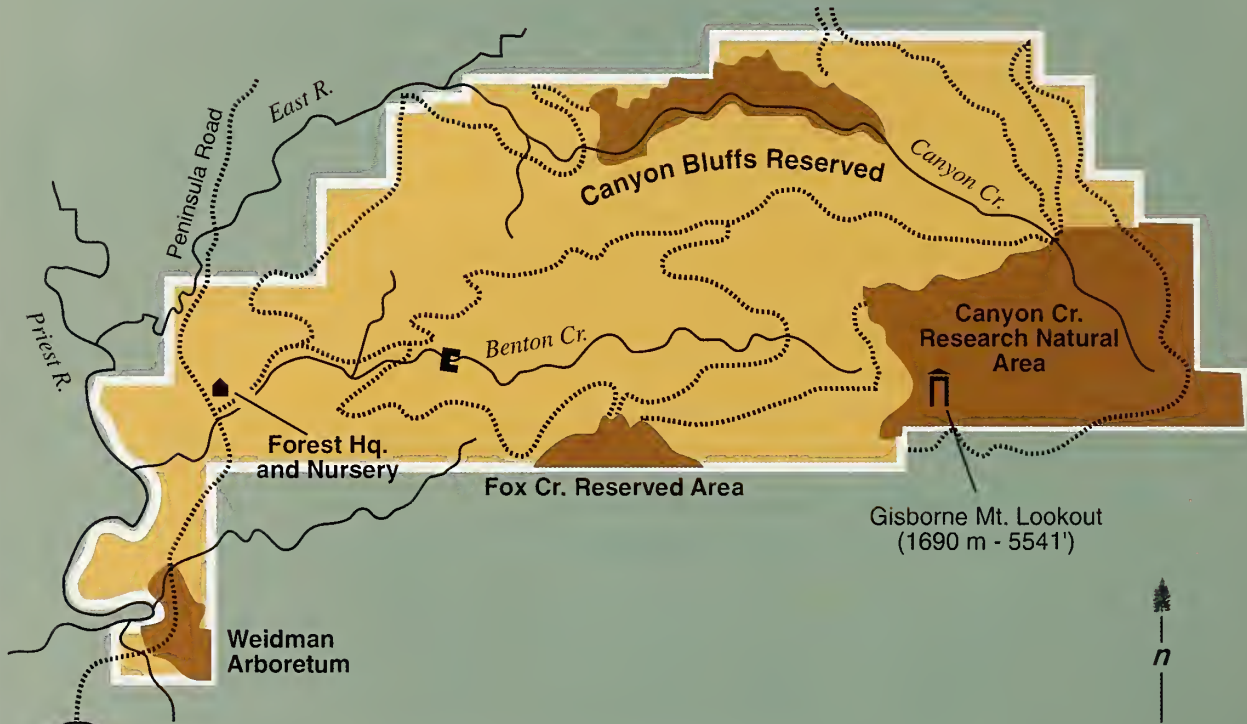 East R.
Peninsula Road
Canyon Bluffs Reserved
Canyon Cr.
Priest R.
Benton Cr.
Canyon Cr.
Research Natural
Area
Forest Hq.
and Nursery
Fox Cr. Reserved Area
Gisborne Mt. Lookout
(1690 m - 5541')
Weidman
Arboretum
n